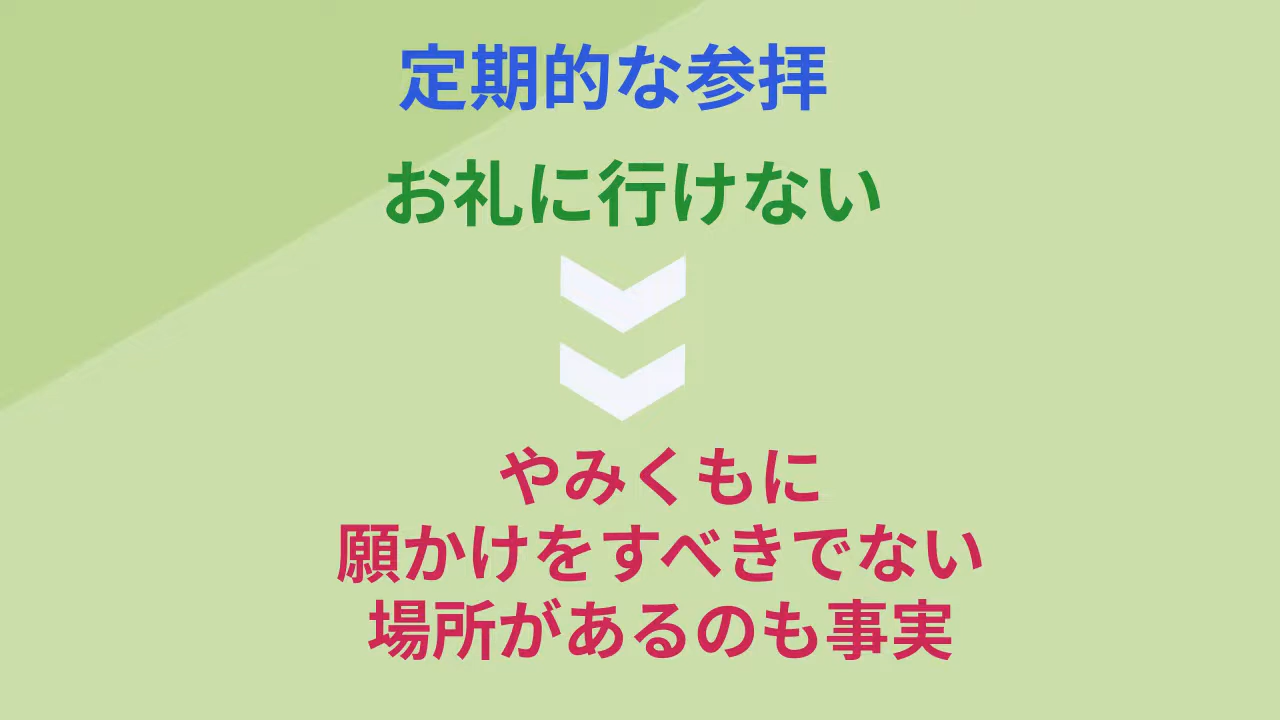 定期的な参拝
お礼に行けない
やみくもに
願かけをすべきでない
場所があるのも事実